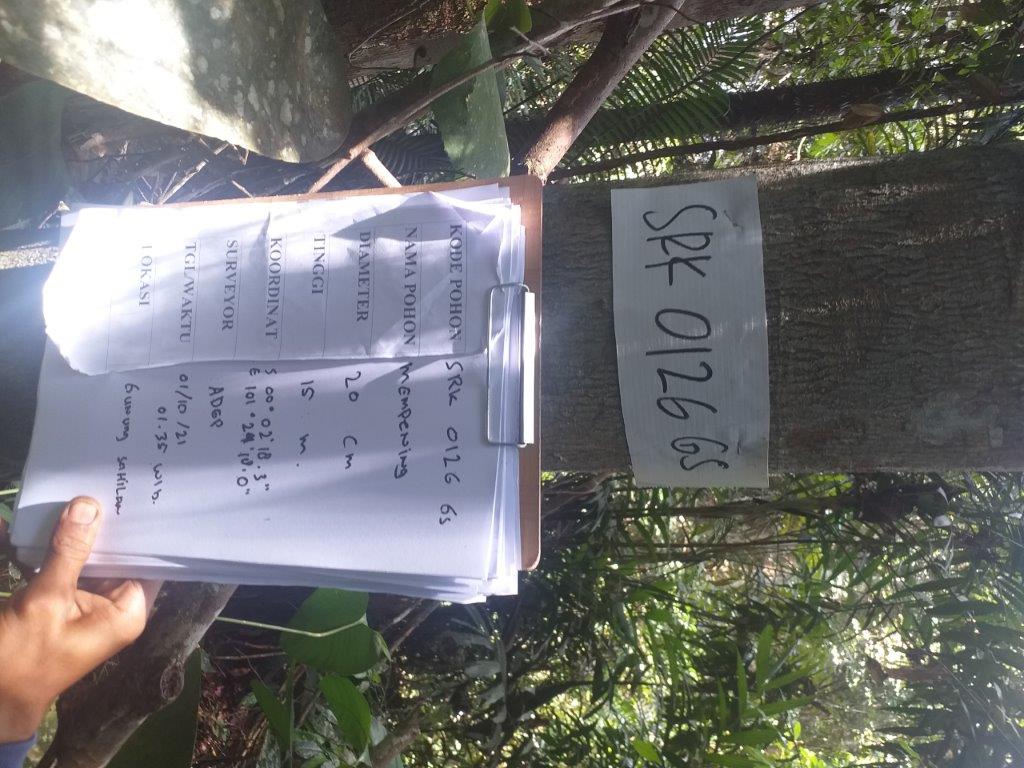 SRK 0126 GS
KODE POHON SRK 0126 GS
NAMA POHON MEMPENING
DIAMETER 20 cm
TINGGI 15 m.
KOORDINAT S 00° 02' 18.3"
E 101° 24' 18.0"
SURVEYOR ADEP
TGL/WAKTU 01/10/21
01.35 WIB.
LOKASI Gunung SAHILAN